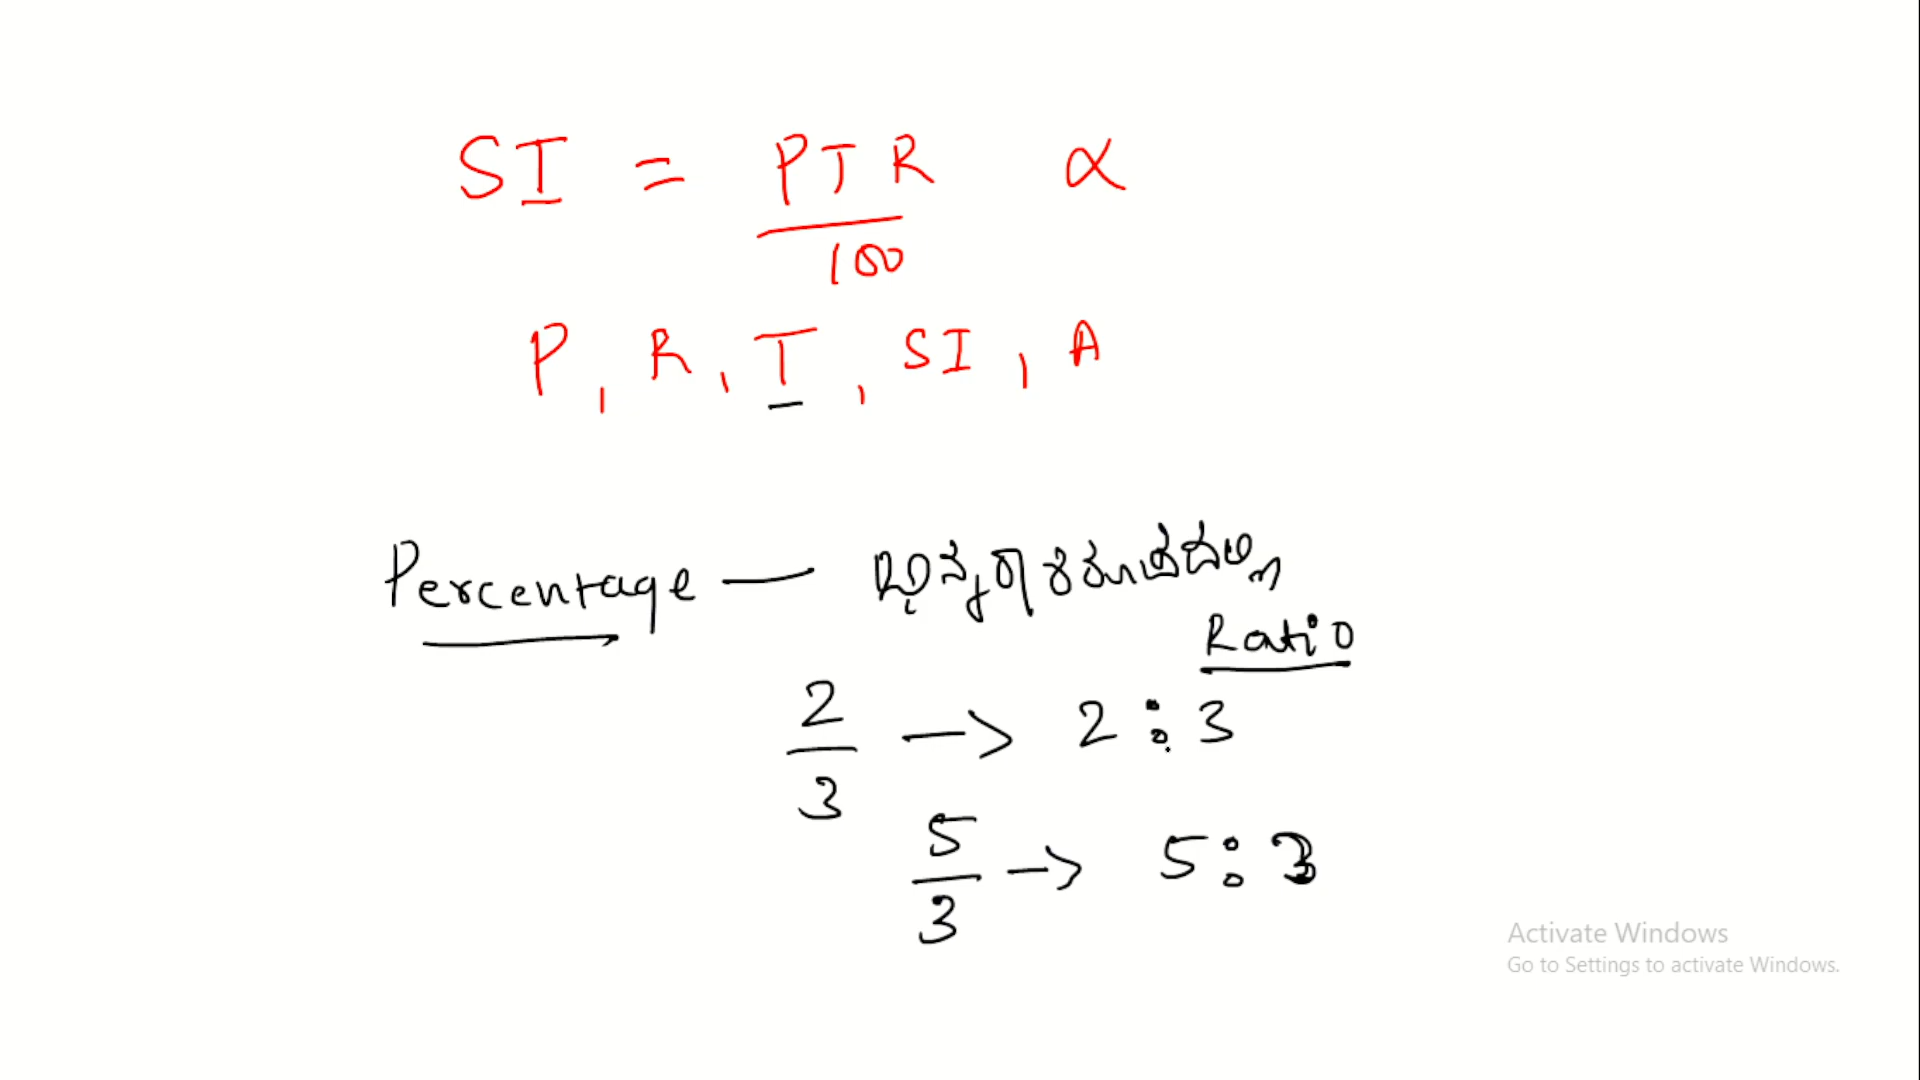 SI = PTR α
100
P, R, T, SI, A
Percentage —
Ratio
2/3 -> 2 : 3
5/3 -> 5 : 3
Activate Windows
Go to Settings to activate Windows.